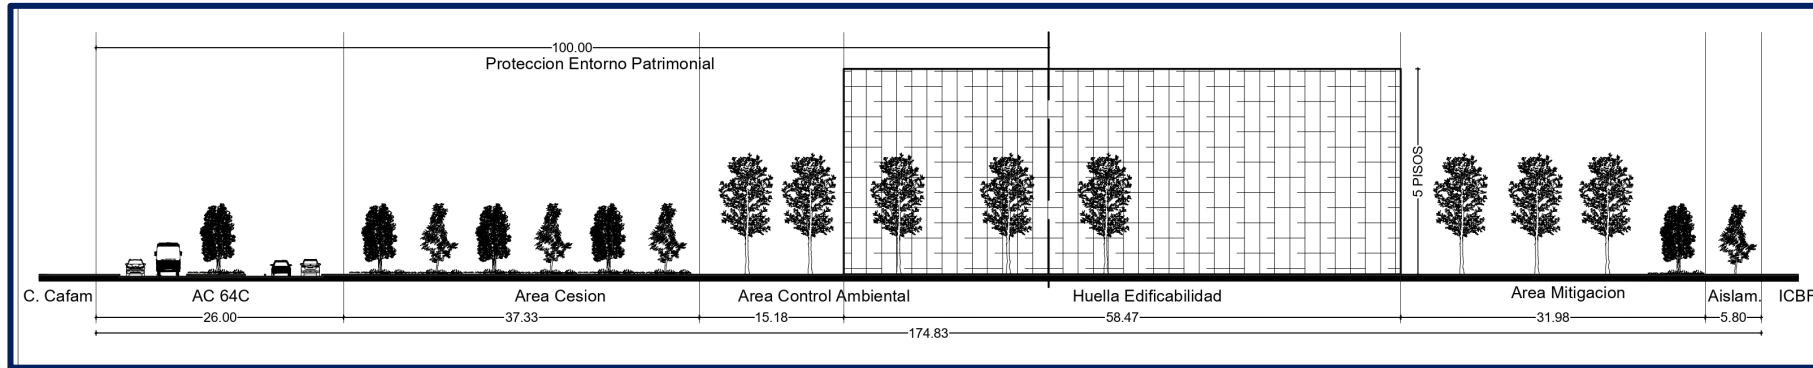 100.00
Proteccion Entorno Patrimonial
5 PISOS
C. Cafam
AC 64C
Area Cesion
Area Control Ambiental
Huella Edificabilidad
Area Mitigacion
Aislam.
ICBF
26.00
37.33
15.18
58.47
31.98
5.80
174.83